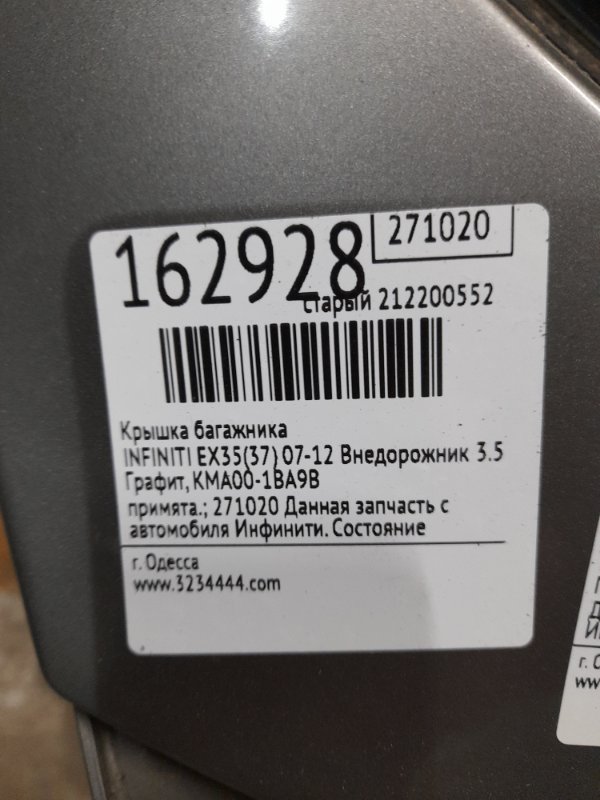 271020
162928
старый 212200552
Крышка багажника
INFINITI EX35(37) 07-12 Внедорожник 3.5
Графит, KMA00-1BA9B
примята.; 271020 Данная запчасть с
автомобиля Инфинити. Состояние
г. Одесса
www.3234444.com